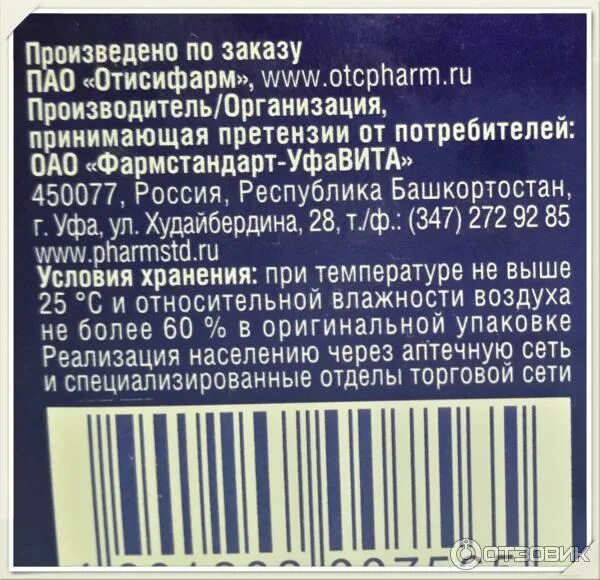 Произведено по заказу
ПАО «Отисифарм», www.otcpharm.ru
Производитель/Организация,
принимающая претензии от потребителей:
ОАО «Фармстандарт-УфаВИТА»
450077, Россия, Республика Башкортостан,
г. Уфа, ул. Худайбердина, 28, т./ф.: (347) 272 92 85
www.pharmstd.ru
Условия хранения: при температуре не выше
25 °С и относительной влажности воздуха
не более 60 % в оригинальной упаковке
Реализация населению через аптечную сеть
и специализированные отделы торговой сети
ОТЗОВИК